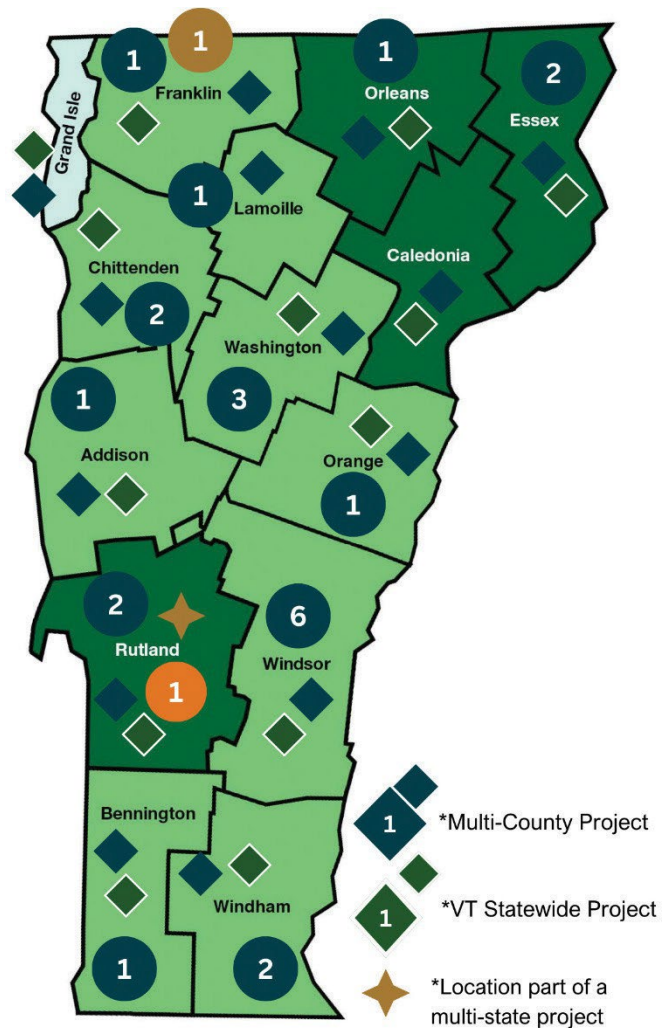 1
1
Franklin
1
Orleans
2
Essex
Grand Isle
1
Lamoille
Chittenden
2
Caledonia
Washington
3
1
Addison
Orange
1
2
Rutland
1
6
Windsor
Bennington
1
Windham
2
1 *Multi-County Project
1 *VT Statewide Project
*Location part of a
multi-state project